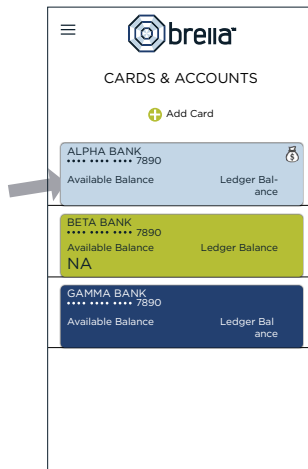 brella™
CARDS & ACCOUNTS
Add Card
ALPHA BANK
•••• •••• •••• 7890
Available Balance Ledger Bal-
ance
BETA BANK
•••• •••• •••• 7890
Available Balance Ledger Balance
NA
GAMMA BANK
•••• •••• •••• 7890
Available Balance Ledger Bal
ance